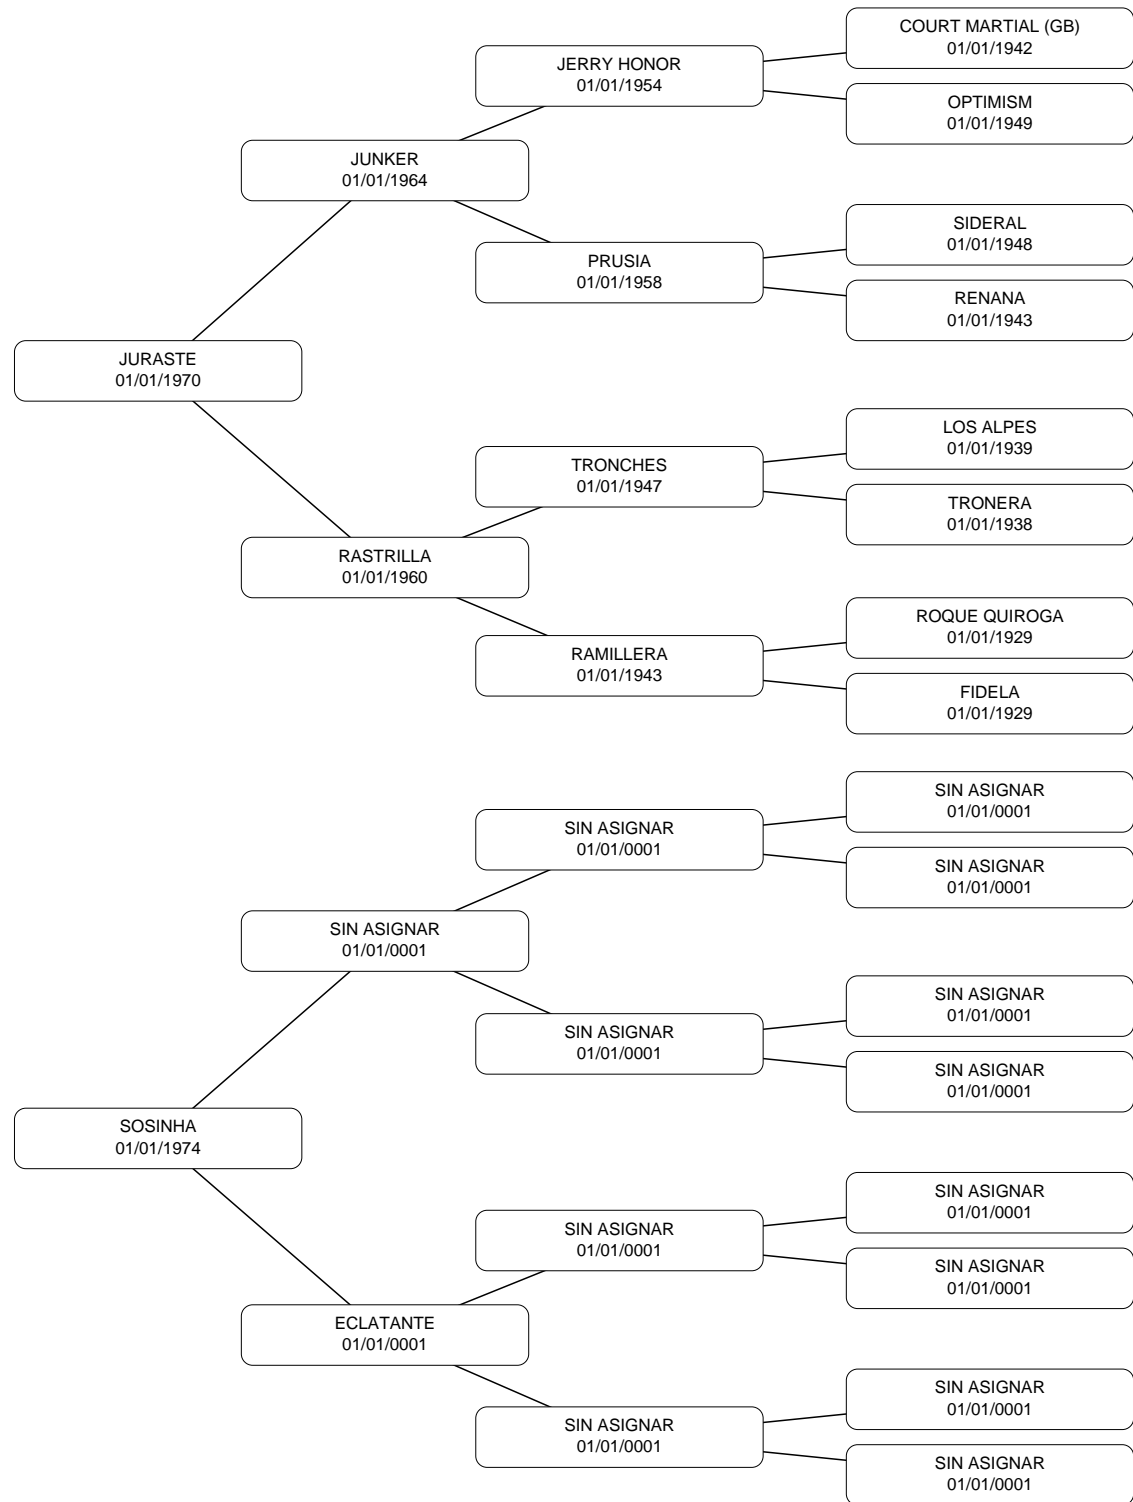 COURT MARTIAL (GB)
01/01/1942
JERRY HONOR
01/01/1954
OPTIMISM
01/01/1949
JUNKER
01/01/1964
SIDERAL
01/01/1948
PRUSIA
01/01/1958
RENANA
01/01/1943
JURASTE
01/01/1970
LOS ALPES
01/01/1939
TRONCHES
01/01/1947
TRONERA
01/01/1938
RASTRILLA
01/01/1960
ROQUE QUIROGA
01/01/1929
RAMILLERA
01/01/1943
FIDELA
01/01/1929
SIN ASIGNAR
01/01/0001
SIN ASIGNAR
01/01/0001
SIN ASIGNAR
01/01/0001
SIN ASIGNAR
01/01/0001
SIN ASIGNAR
01/01/0001
SIN ASIGNAR
01/01/0001
SIN ASIGNAR
01/01/0001
SOSINHA
01/01/1974
SIN ASIGNAR
01/01/0001
SIN ASIGNAR
01/01/0001
SIN ASIGNAR
01/01/0001
ECLATANTE
01/01/0001
SIN ASIGNAR
01/01/0001
SIN ASIGNAR
01/01/0001
SIN ASIGNAR
01/01/0001